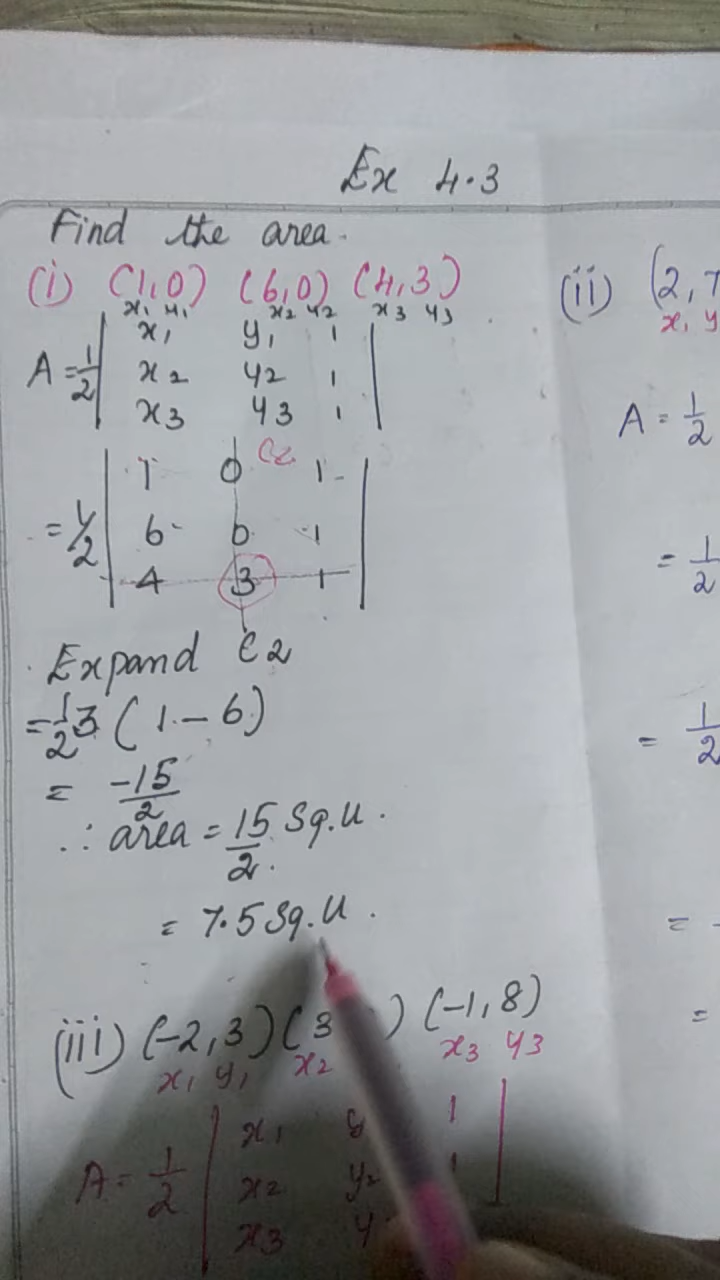 Ex 4.3
Find the area.
(i) (1,0) (6,0) (4,3)
x₁ y₁ x₂ y₂ x₃ y₃
A = 1/2 | x₁ y₁ 1 |
| x₂ y₂ 1 |
| x₃ y₃ 1 |
C₂
= 1/2 | 1 0 1 |
| 6 0 1 |
| 4 3 1 |
Expand C₂
= 1/2 3 (1 - 6)
= -15/2
∴ area = 15/2 Sq.U.
= 7.5 Sq.U.
(iii) (-2,3) (3 ) (-1,8)
x₁ y₁ x₂ x₃ y₃
A = 1/2 | x₁ y 1 |
| x₂ y₂ 1 |
| x₃ y
(ii) (2,7
x₁ y
A = 1/2
= 1/2
= 1/2
=
=